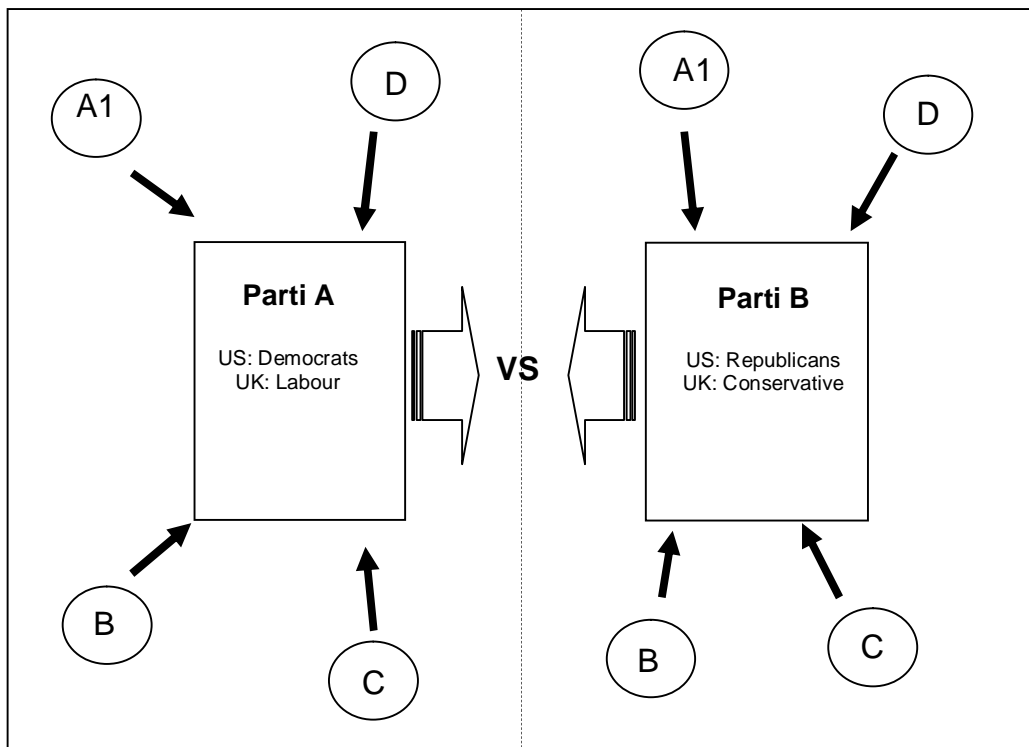 A1
D
Parti A
US: Democrats
UK: Labour
B
C
VS
A1
D
Parti B
US: Republicans
UK: Conservative
B
C